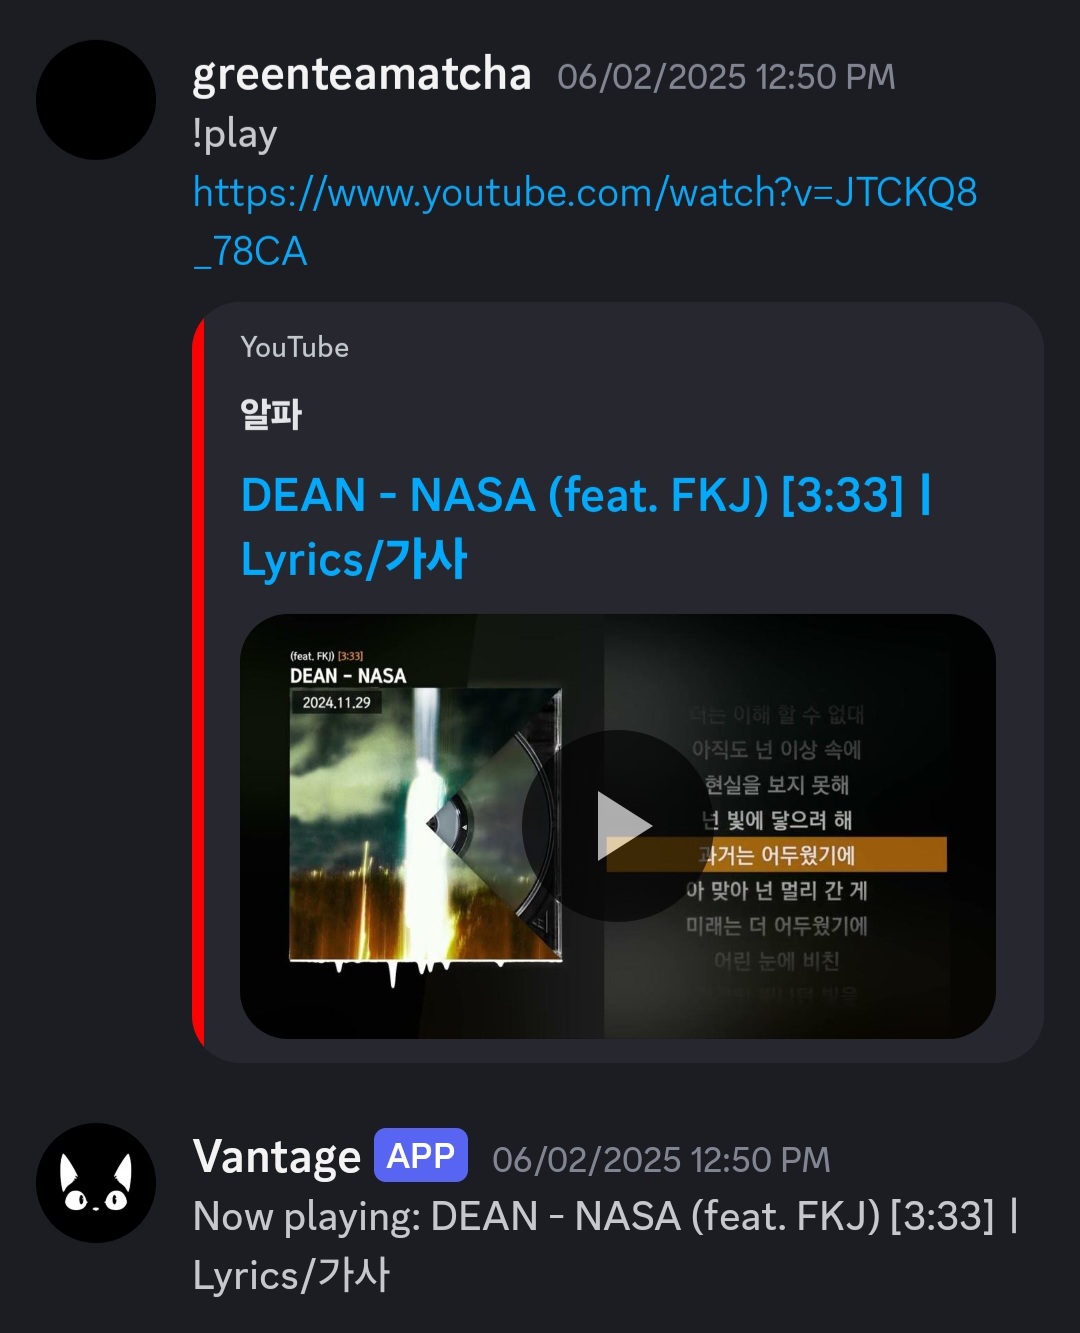 greenteamatcha 06/02/2025 12:50 PM
!play
https://www.youtube.com/watch?v=JTCKQ8
_78CA
YouTube
알파
DEAN - NASA (feat. FKJ) [3:33] |
Lyrics/가사
(feat. FKJ) [3:33]
DEAN - NASA
2024.11.29
더는 이해 할 수 없대
아직도 넌 이상 속에
현실을 보지 못해
넌 빛에 닿으려 해
과거는 어두웠기에
아 맞아 넌 멀리 간 게
미래는 더 어두웠기에
어린 눈에 비친
Vantage APP 06/02/2025 12:50 PM
Now playing: DEAN - NASA (feat. FKJ) [3:33] |
Lyrics/가사